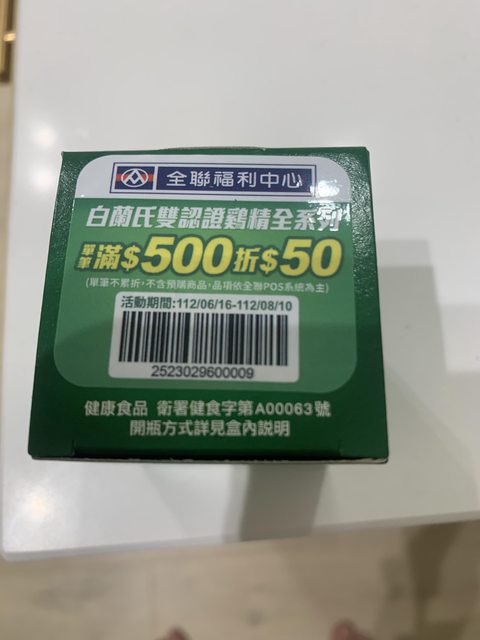 全聯福利中心
白蘭氏雙認證鷄精全系列
單筆滿$500折$50
(單筆不累折,不含預購商品,品項依全聯POS系統為主)
活動期間:112/06/16-112/08/10
2523029600009
健康食品 衛署健食字第A00063號
開瓶方式詳見盒內說明